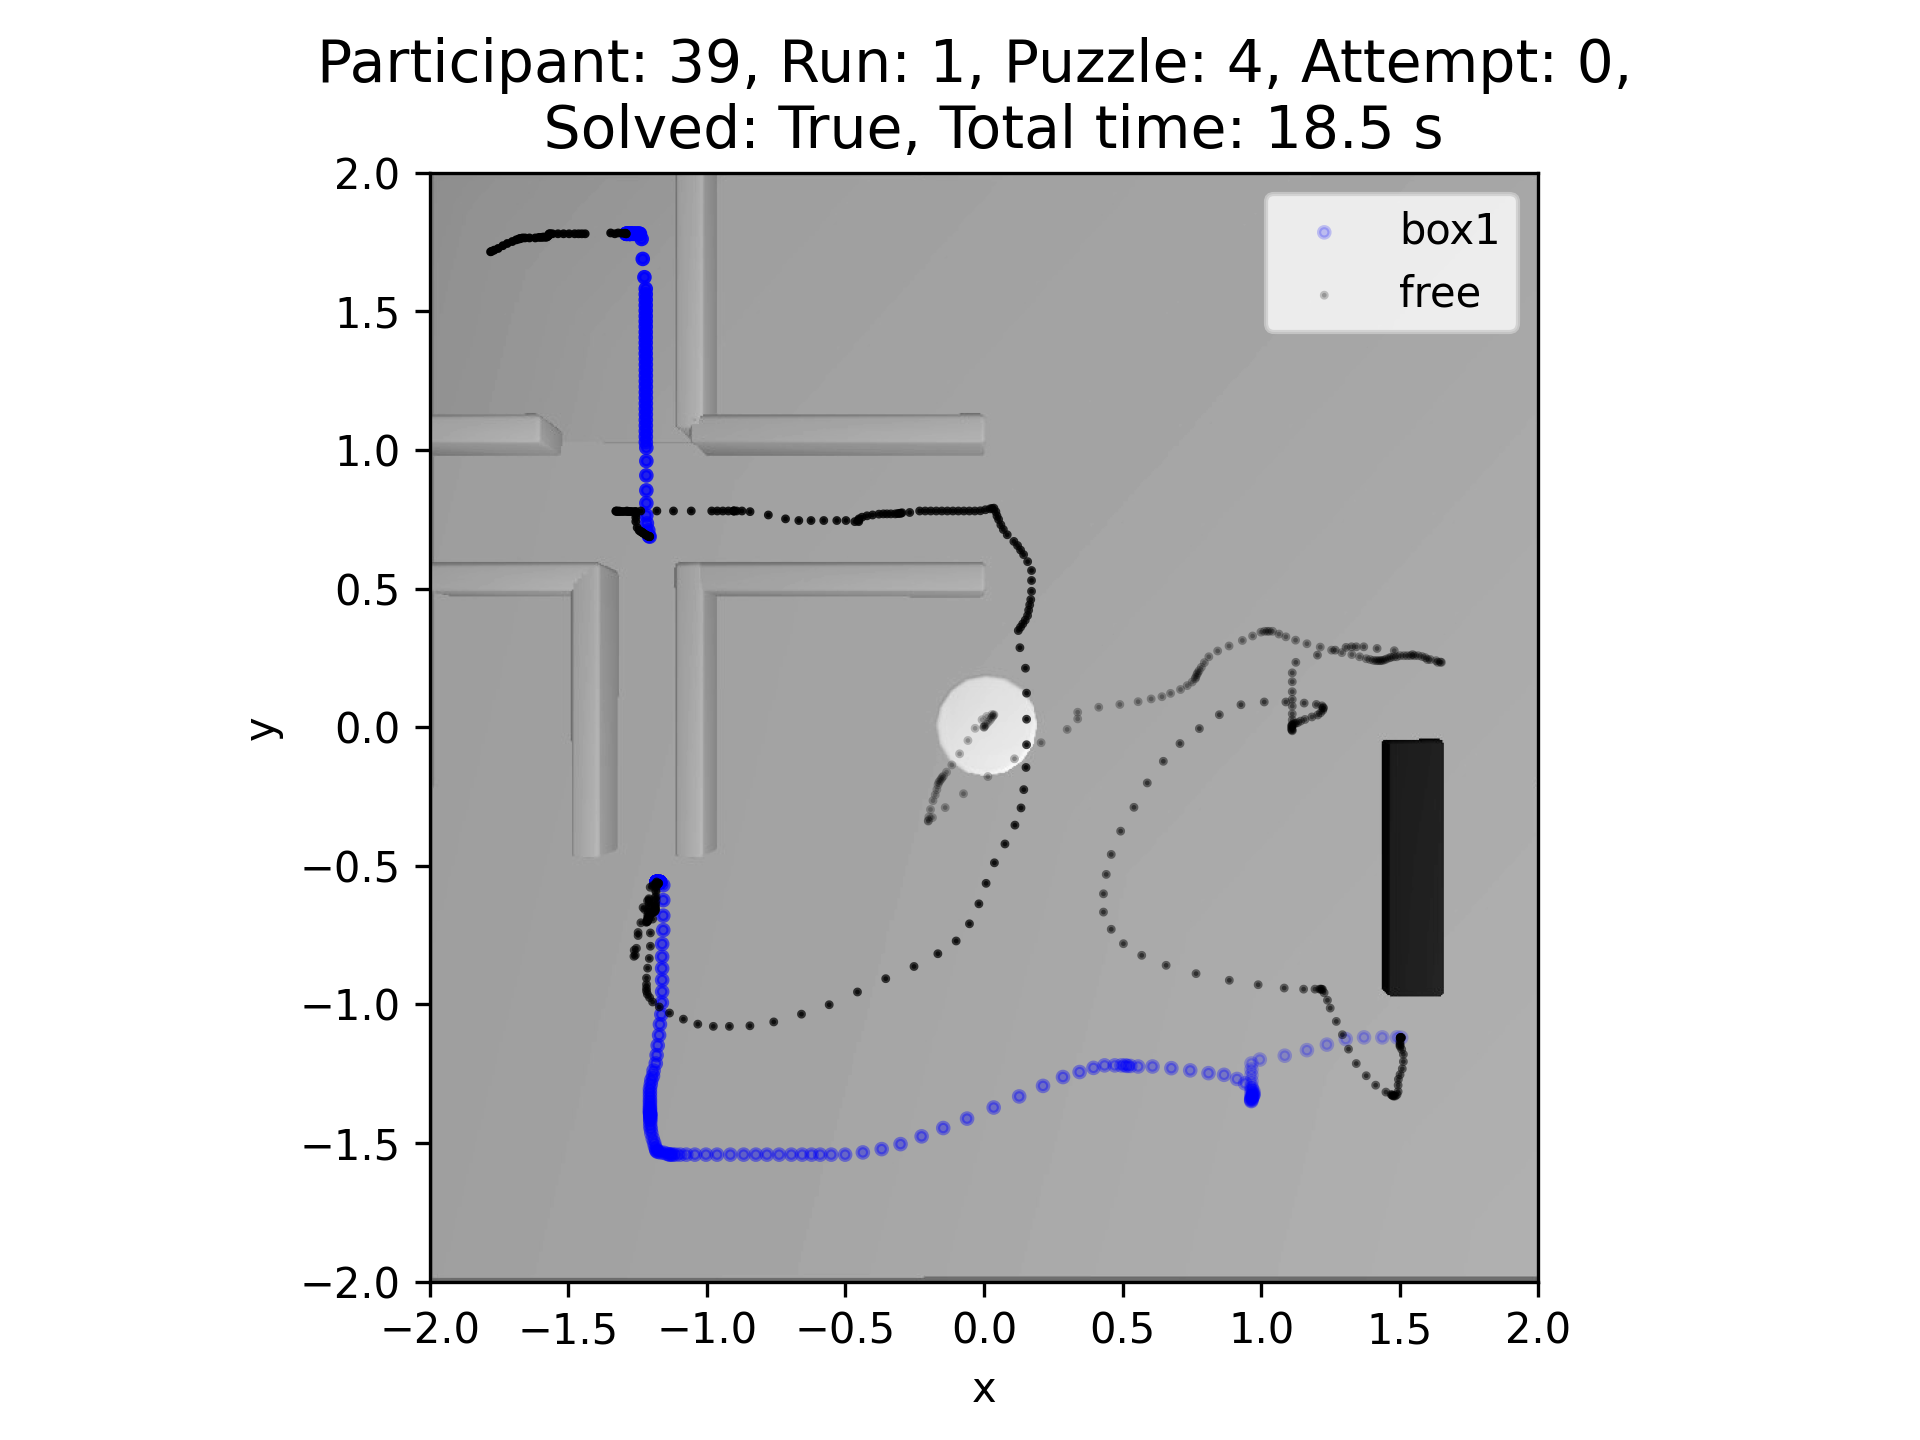 Participant: 39, Run: 1, Puzzle: 4, Attempt: 0,
Solved: True, Total time: 18.5 s
box1
free
2.0
1.5
1.0
0.5
0.0
−0.5
−1.0
−1.5
−2.0
y
−2.0 −1.5 −1.0 −0.5 0.0 0.5 1.0 1.5 2.0
x